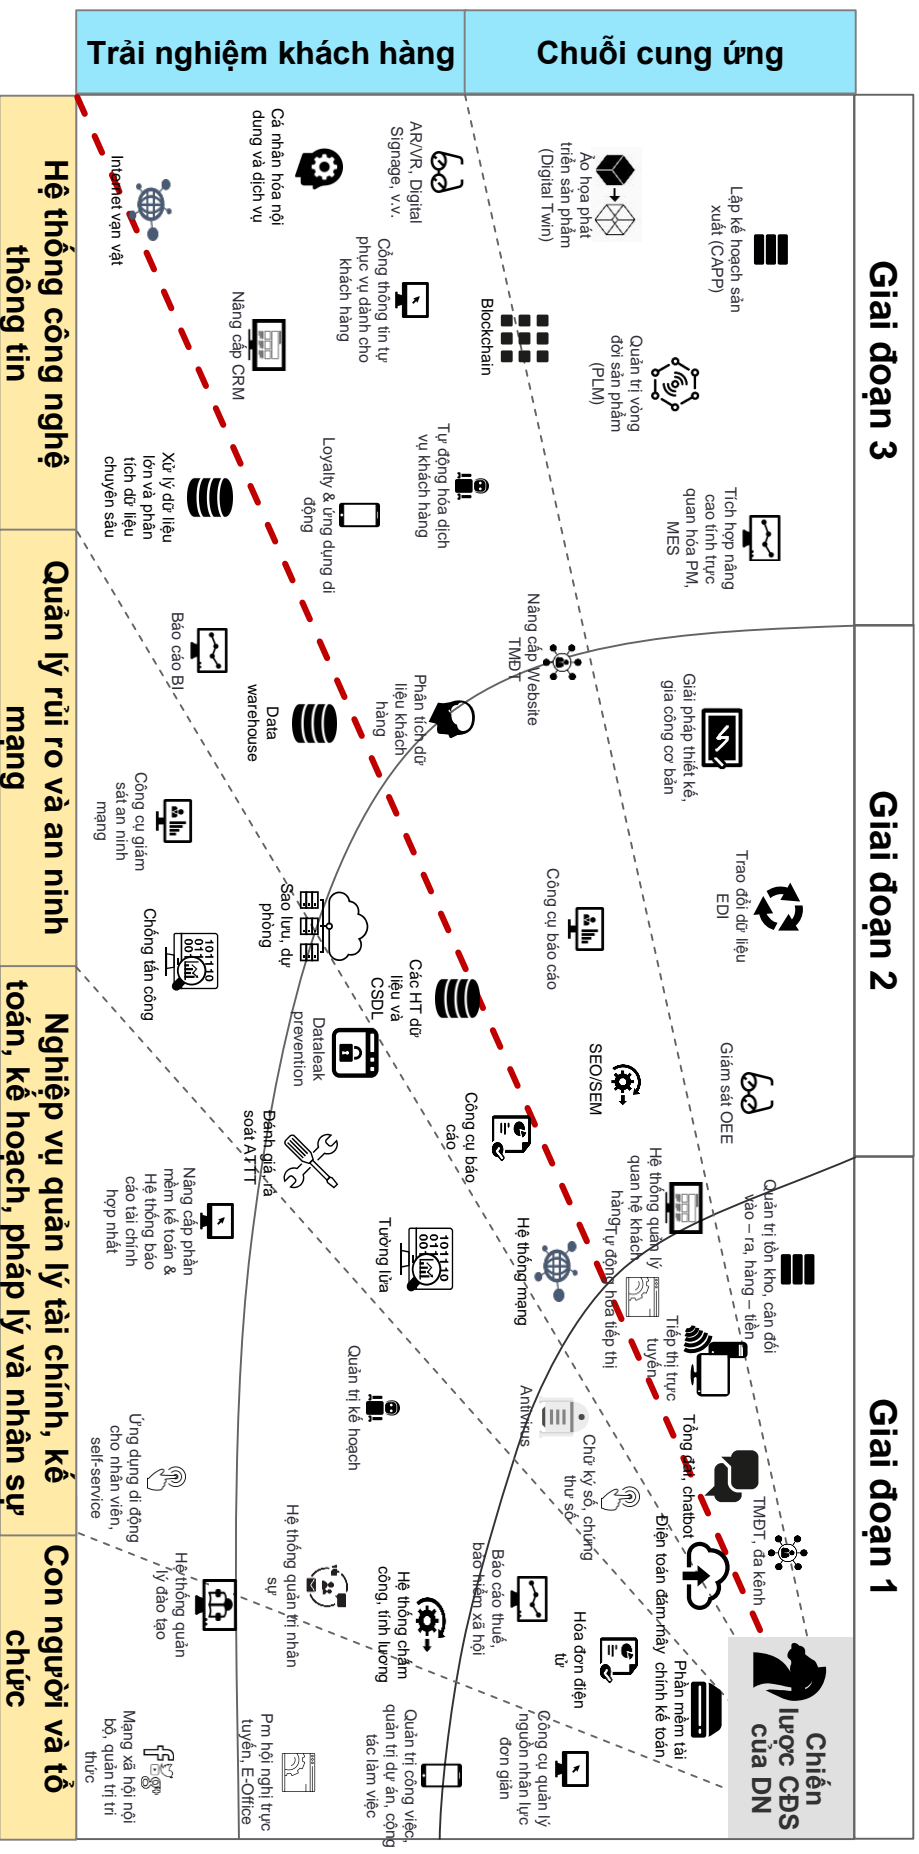 Trải nghiệm khách hàng
Chuỗi cung ứng
Giai đoạn 3
Giai đoạn 2
Giai đoạn 1
Hệ thống công nghệ
thông tin
Quản lý rủi ro và an ninh
mạng
Nghiệp vụ quản lý tài chính, kế
toán, kế hoạch, pháp lý và nhân sự
Con người và tổ
chức
Chiến
lược CĐS
của DN
Lập kế hoạch sản
xuất (CAPP)
Ảo họa phát
triển sản phẩm
(Digital Twin)
AR/VR, Digital
Signage, v.v.
Cá nhân hóa nội
dung và dịch vụ
Internet vạn vật
Quản trị vòng
đời sản phẩm
(PLM)
Blockchain
Cổng thông tin tự
phục vụ dành cho
khách hàng
Nâng cấp CRM
Tích hợp nâng
cao tính trực
quan hóa PM,
MES
Tự động hóa dịch
vụ khách hàng
Loyalty & ứng dụng di
động
Xử lý dữ liệu
lớn và phân
tích dữ liệu
chuyên sâu
Giải pháp thiết kế,
gia công cơ bản
Nâng cấp Website
TMĐT
Phân tích dữ
liệu khách
hàng
Data
warehouse
Báo cáo BI
Trao đổi dữ liệu
EDI
Công cụ báo cáo
Công cụ giám
sát an ninh
mạng
Sao lưu, dự
phòng
Chống tấn công
Các HT dữ
liệu và
CSDL
Dataleak
prevention
Giám sát OEE
SEO/SEM
Công cụ báo
cáo
Đánh giá, rà
soát ATTT
Quản trị tồn kho, cân đối
vào – ra, hàng – tiền
Hệ thống quản lý
quan hệ khách
hàng
Tự động hóa tiếp thị
Hệ thống mạng
Tường lửa
Nâng cấp phần
mềm kế toán &
Hệ thống báo
cáo tài chính
hợp nhất
Tiếp thị trực
tuyến
Antivirus
Quản trị kế hoạch
Tổng đài, chatbot
Chữ ký số, chứng
thư số
Ứng dụng di động
cho nhân viên,
self-service
TMĐT, đa kênh
Điện toán đám mây
Báo cáo thuế,
bảo hiểm xã hội
Hệ thống chấm
công, tính lương
Hệ thống quản trị nhân
sự
Hệ thống quản
lý đào tạo
Phần mềm tài
chính kế toán,
Hóa đơn điện
tử
Công cụ quản lý
nguồn nhân lực
đơn giản
Quản trị công việc,
quản trị dự án, cộng
tác làm việc
Pm hội nghị trực
tuyến, E-Office
Mạng xã hội nội
bộ, quản trị tri
thức